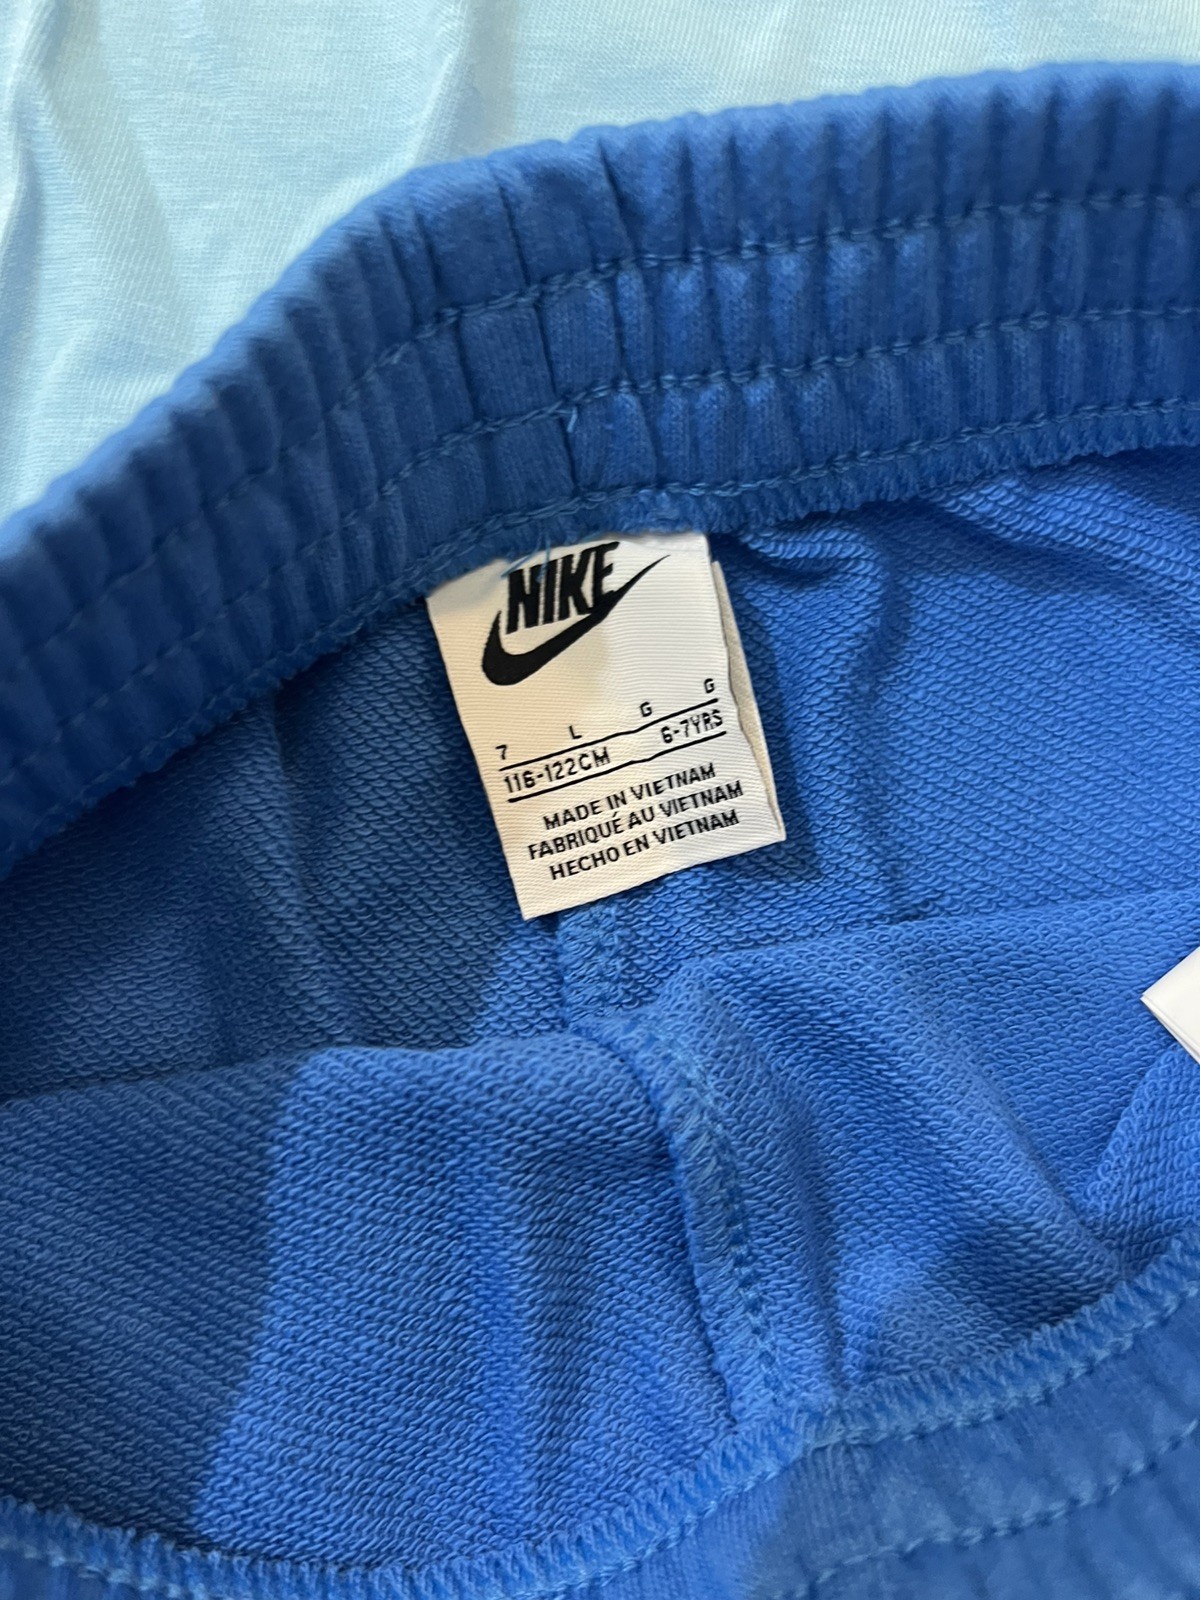 NIKE
7 L G G
116-122CM 6-7YRS
MADE IN VIETNAM
FABRIQUÉ AU VIETNAM
HECHO EN VIETNAM